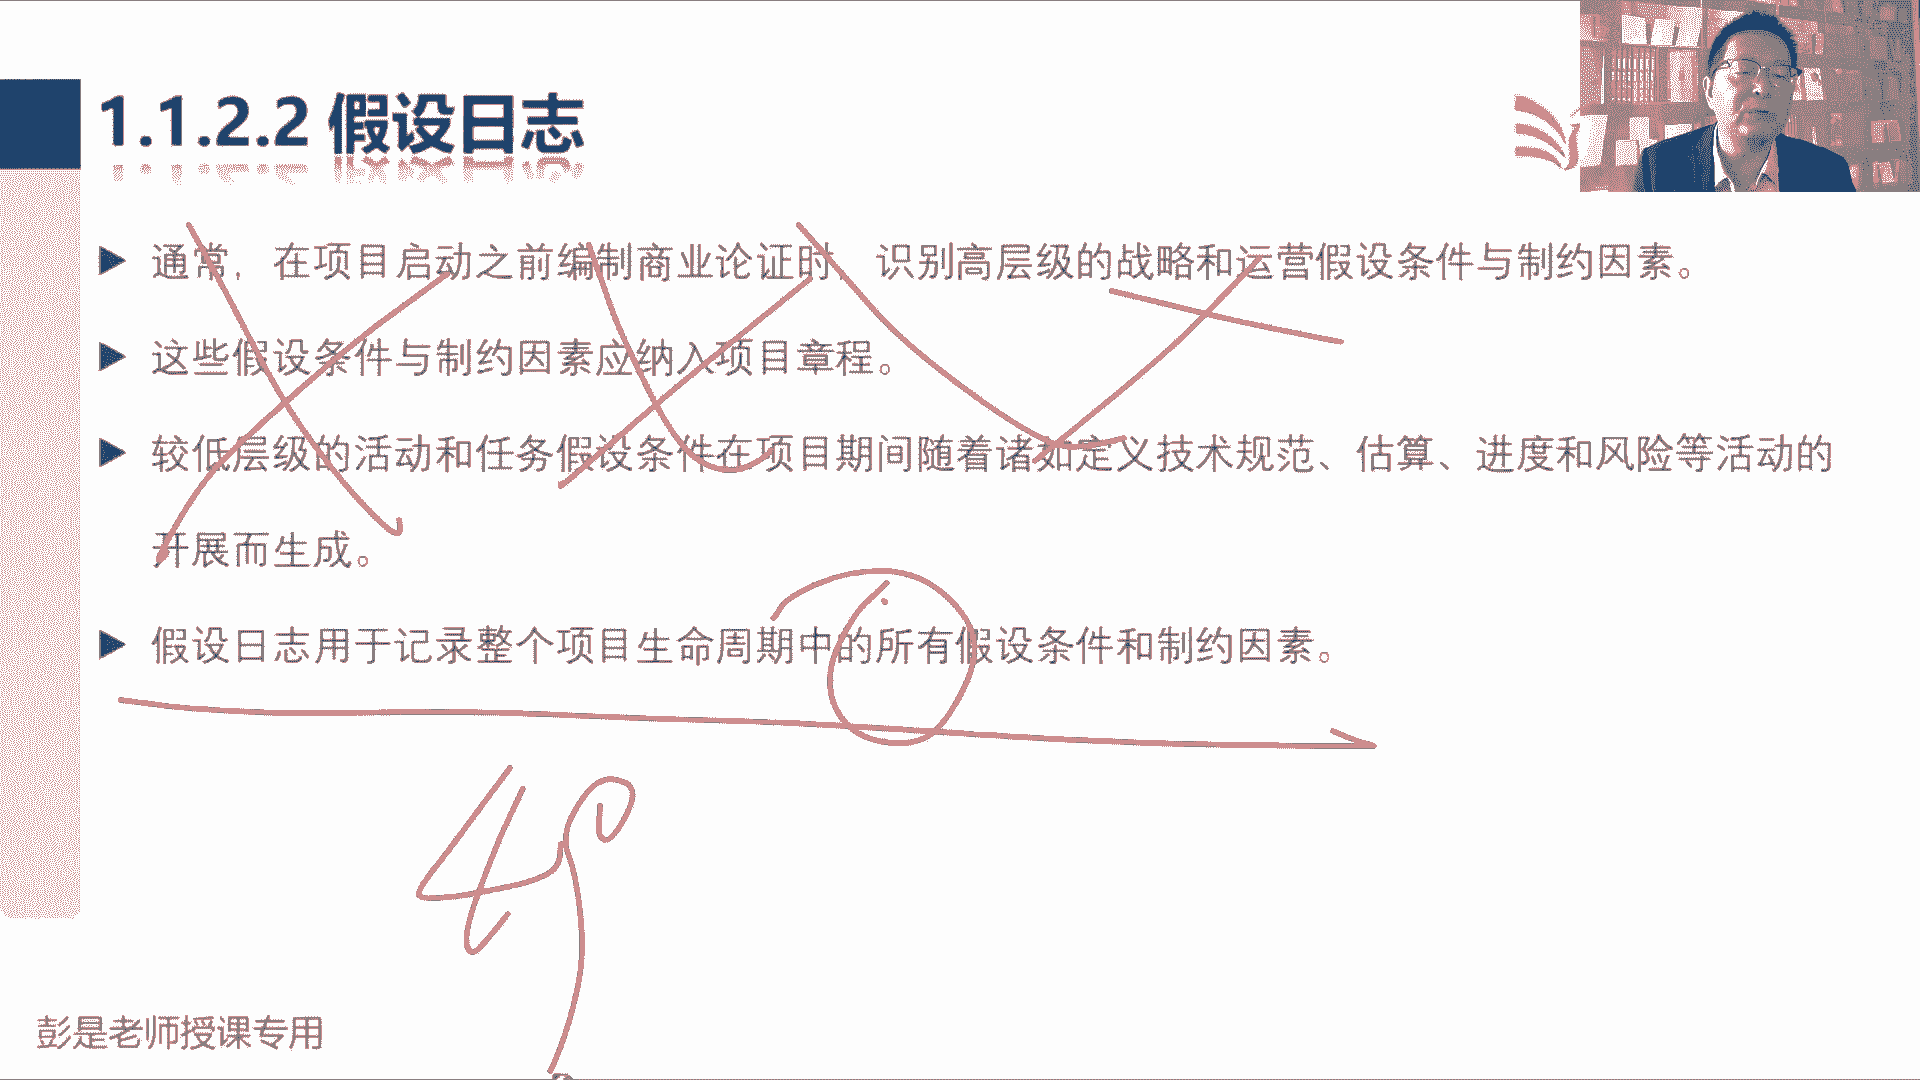 1.1.2.2 假设日志
通常，在项目启动之前编制商业论证时，识别高层级的战略和运营假设条件与制约因素。
这些假设条件与制约因素应纳入项目章程。
较低层级的活动和任务假设条件在项目期间随着诸如定义技术规范、估算、进度和风险等活动的
开展而生成。
假设日志用于记录整个项目生命周期中的所有假设条件和制约因素。
彭是老师授课专用